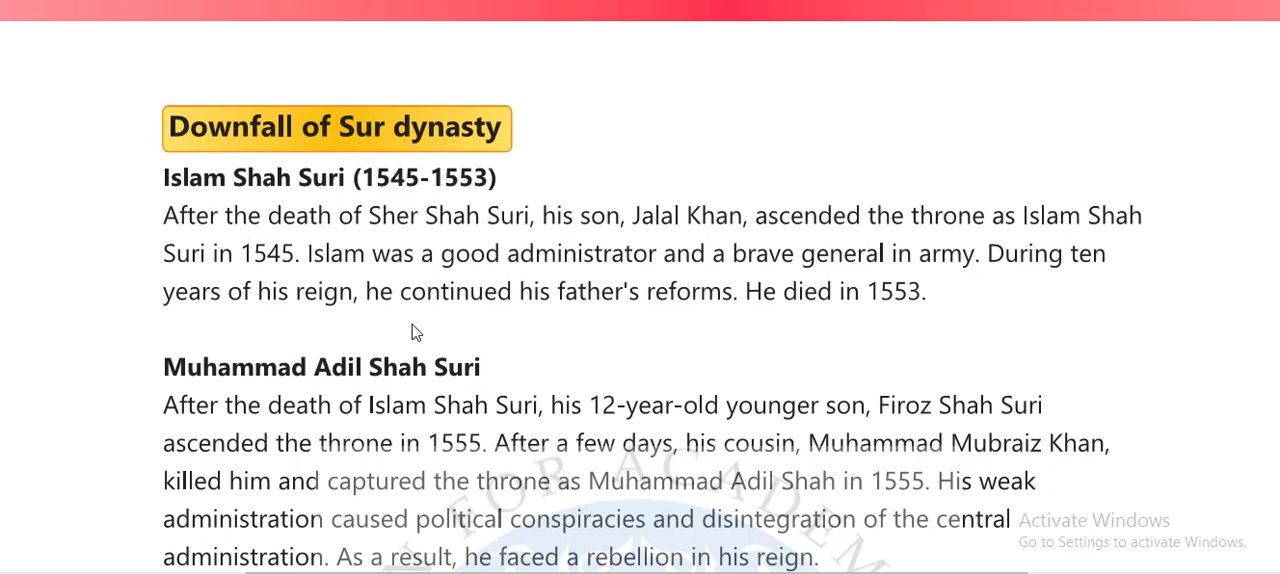 Downfall of Sur dynasty
Islam Shah Suri (1545-1553)
After the death of Sher Shah Suri, his son, Jalal Khan, ascended the throne as Islam Shah
Suri in 1545. Islam was a good administrator and a brave general in army. During ten
years of his reign, he continued his father's reforms. He died in 1553.
Muhammad Adil Shah Suri
After the death of Islam Shah Suri, his 12-year-old younger son, Firoz Shah Suri
ascended the throne in 1555. After a few days, his cousin, Muhammad Mubraiz Khan,
killed him and captured the throne as Muhammad Adil Shah in 1555. His weak
administration caused political conspiracies and disintegration of the central
administration. As a result, he faced a rebellion in his reign.
Activate Windows
Go to Settings to activate Windows.